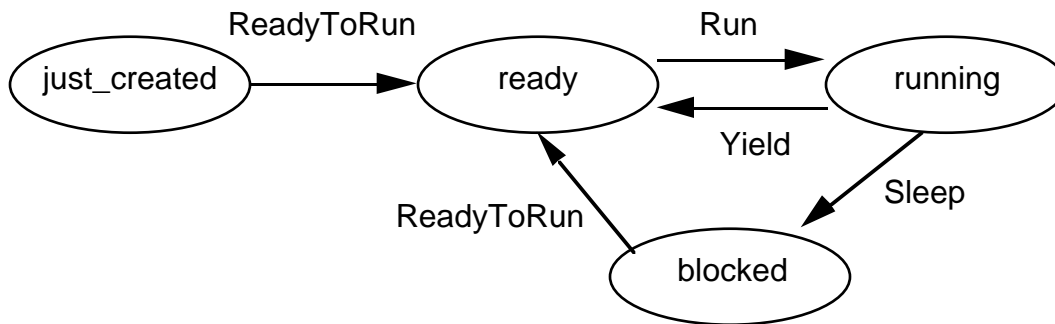 ReadyToRun
Run
just_created
ready
running
Yield
Sleep
ReadyToRun
blocked